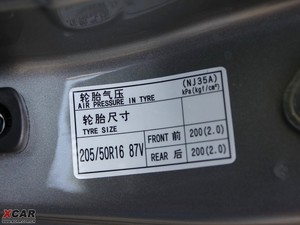 轮胎气压 (NJ35A)
AIR PRESSURE IN TYRE kPa(kgf/cm²)
轮胎尺寸
TYRE SIZE
205/50R16 87V
FRONT 前 200(2.0)
REAR 后 200(2.0)
XCAR